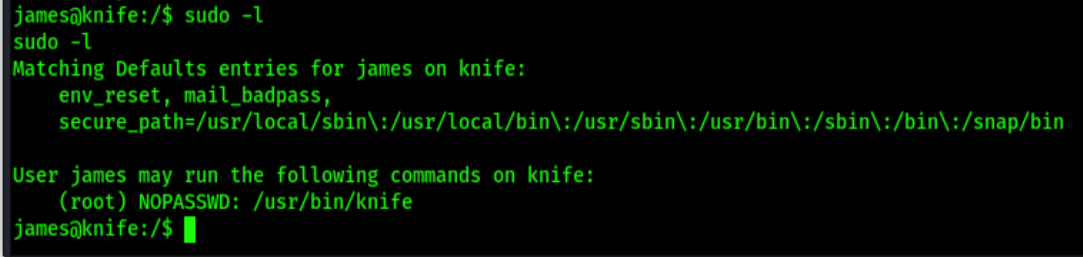 james@knife:/$ sudo -l
sudo -l
Matching Defaults entries for james on knife:
    env_reset, mail_badpass,
    secure_path=/usr/local/sbin\:/usr/local/bin\:/usr/sbin\:/usr/bin\:/sbin\:/bin\:/snap/bin

User james may run the following commands on knife:
    (root) NOPASSWD: /usr/bin/knife
james@knife:/$